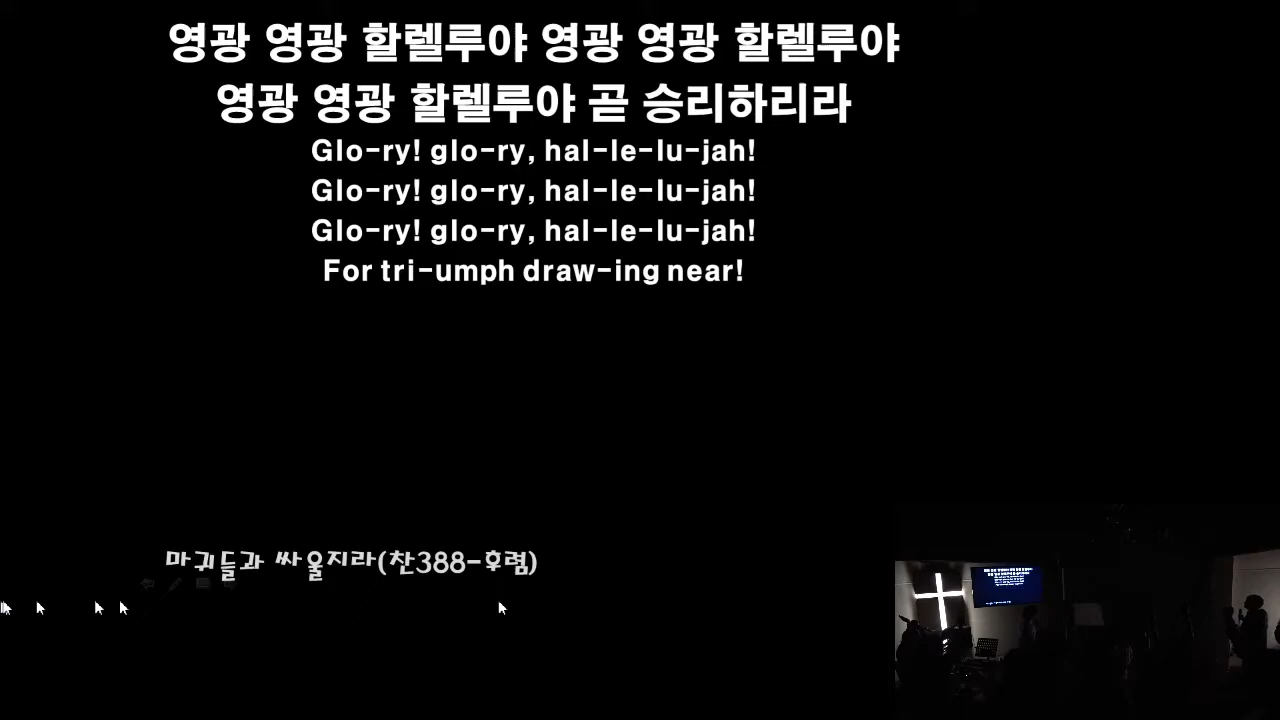 영광 영광 할렐루야 영광 영광 할렐루야
영광 영광 할렐루야 곧 승리하리라
Glo-ry! glo-ry, hal-le-lu-jah!
Glo-ry! glo-ry, hal-le-lu-jah!
Glo-ry! glo-ry, hal-le-lu-jah!
For tri-umph draw-ing near!
마귀들과 싸울지라(찬388-후렴)